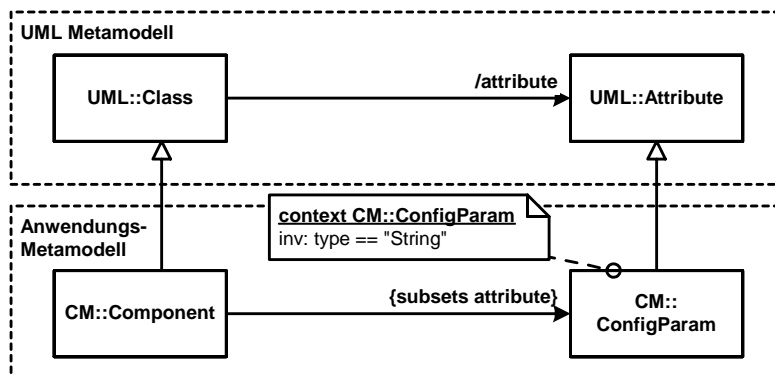 UML Metamodell
UML::Class
/attribute
UML::Attribute
Anwendungs-
Metamodell
context CM::ConfigParam
inv: type == "String"
CM::Component
{subsets attribute}
CM::
ConfigParam